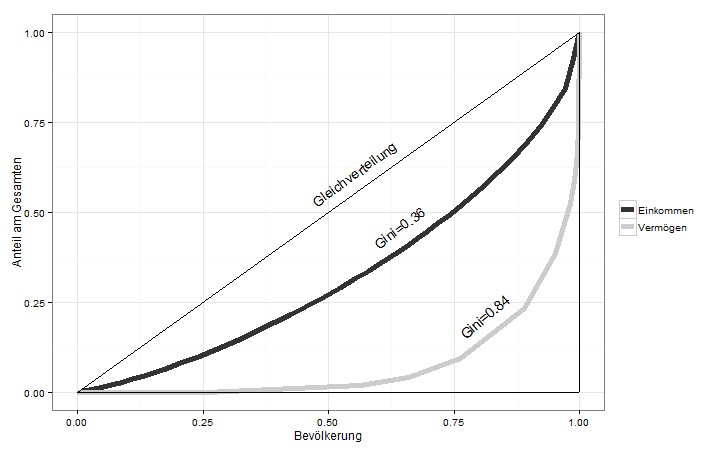 1.00
0.75
0.50
0.25
0.00
Anteil am Gesamten
Gleichverteilung
Gini=0.36
Gini=0.84
0.00 0.25 0.50 0.75 1.00
Bevölkerung
Einkommen
Vermögen